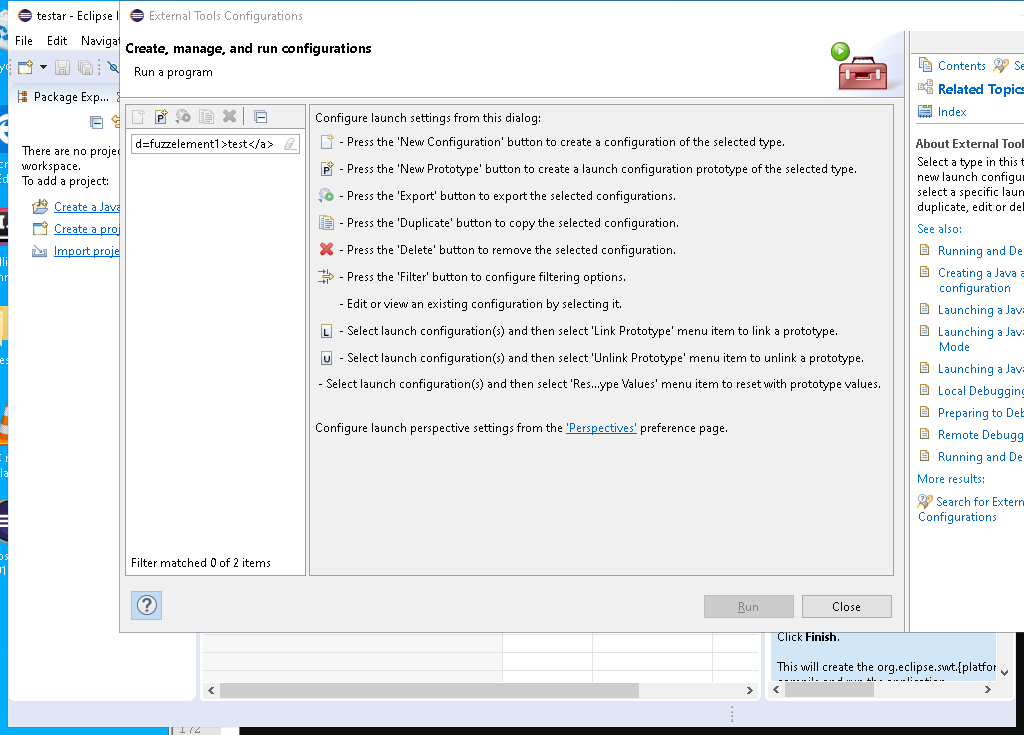 testar - Eclipse I
External Tools Configurations
File Edit Navigat
Create, manage, and run configurations
Run a program
Package Exp...
There are no projec
workspace.
To add a project:
Create a Java
Create a proj
Import proje
d=fuzzelement1>test</a>
Filter matched 0 of 2 items
Configure launch settings from this dialog:
- Press the 'New Configuration' button to create a configuration of the selected type.
- Press the 'New Prototype' button to create a launch configuration prototype of the selected type.
- Press the 'Export' button to export the selected configurations.
- Press the 'Duplicate' button to copy the selected configuration.
- Press the 'Delete' button to remove the selected configuration.
- Press the 'Filter' button to configure filtering options.
- Edit or view an existing configuration by selecting it.
- Select launch configuration(s) and then select 'Link Prototype' menu item to link a prototype.
- Select launch configuration(s) and then select 'Unlink Prototype' menu item to unlink a prototype.
- Select launch configuration(s) and then select 'Res...ype Values' menu item to reset with prototype values.
Configure launch perspective settings from the 'Perspectives' preference page.
Run
Close
Contents Se
Related Topics
Index
About External Tool
Select a type in this t
new launch configur
select a specific laun
duplicate, edit or del
See also:
Running and De
Creating a Java a
configuration
Launching a Java
Launching a Java
Mode
Launching a Java
Local Debugging
Preparing to Deb
Remote Debugg
Running and De
More results:
Search for Extern
Configurations
Click Finish.
This will create the org.eclipse.swt.{platfor
compile and run the application
172